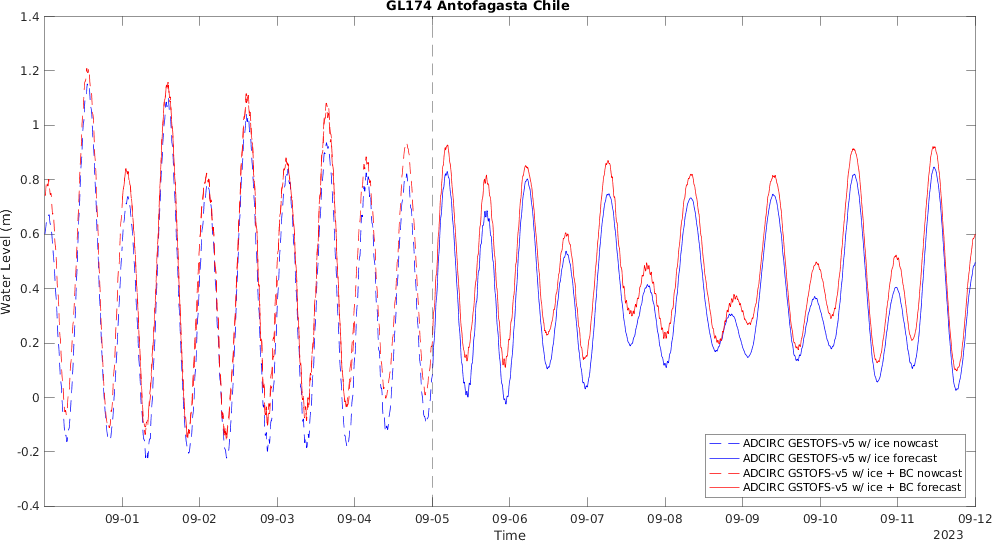 GL174 Antofagasta Chile
1.4
1.2
1
0.8
0.6
0.4
0.2
0
-0.2
-0.4
Water Level (m)
09-01 09-02 09-03 09-04 09-05 09-06 09-07 09-08 09-09 09-10 09-11 09-12
Time
2023
ADCIRC GESTOFS-v5 w/ ice nowcast
ADCIRC GESTOFS-v5 w/ ice forecast
ADCIRC GSTOFS-v5 w/ ice + BC nowcast
ADCIRC GSTOFS-v5 w/ ice + BC forecast